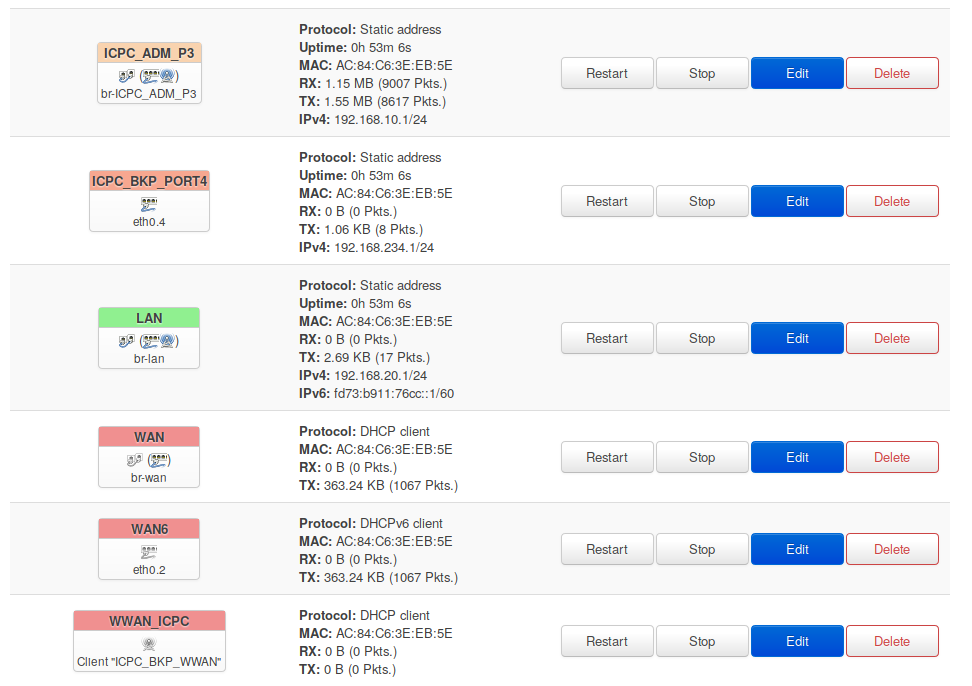 ICPC_ADM_P3
br-ICPC_ADM_P3
Protocol: Static address
Uptime: 0h 53m 6s
MAC: AC:84:C6:3E:EB:5E
RX: 1.15 MB (9007 Pkts.)
TX: 1.55 MB (8617 Pkts.)
IPv4: 192.168.10.1/24
Restart Stop Edit Delete
ICPC_BKP_PORT4
eth0.4
Protocol: Static address
Uptime: 0h 53m 6s
MAC: AC:84:C6:3E:EB:5E
RX: 0 B (0 Pkts.)
TX: 1.06 KB (8 Pkts.)
IPv4: 192.168.234.1/24
Restart Stop Edit Delete
LAN
br-lan
Protocol: Static address
Uptime: 0h 53m 6s
MAC: AC:84:C6:3E:EB:5E
RX: 0 B (0 Pkts.)
TX: 2.69 KB (17 Pkts.)
IPv4: 192.168.20.1/24
IPv6: fd73:b911:76cc::1/60
Restart Stop Edit Delete
WAN
br-wan
Protocol: DHCP client
MAC: AC:84:C6:3E:EB:5E
RX: 0 B (0 Pkts.)
TX: 363.24 KB (1067 Pkts.)
Restart Stop Edit Delete
WAN6
eth0.2
Protocol: DHCPv6 client
MAC: AC:84:C6:3E:EB:5E
RX: 0 B (0 Pkts.)
TX: 363.24 KB (1067 Pkts.)
Restart Stop Edit Delete
WWAN_ICPC
Client "ICPC_BKP_WWAN"
Protocol: DHCP client
MAC: AC:84:C6:3E:EB:5E
RX: 0 B (0 Pkts.)
TX: 0 B (0 Pkts.)
Restart Stop Edit Delete